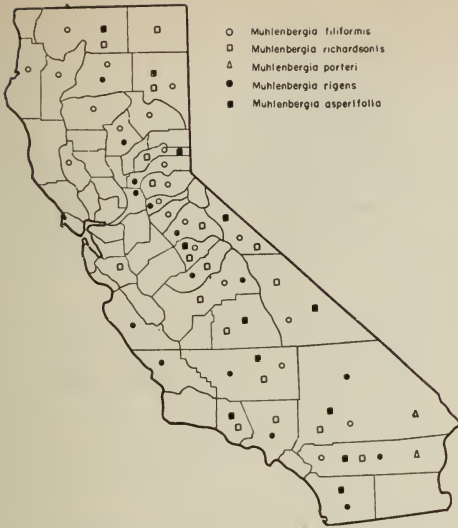 Muhlenbergia filiformis
Muhlenbergia richardsonis
Muhlenbergia porteri
Muhlenbergia rigens
Muhlenbergia asperifolia